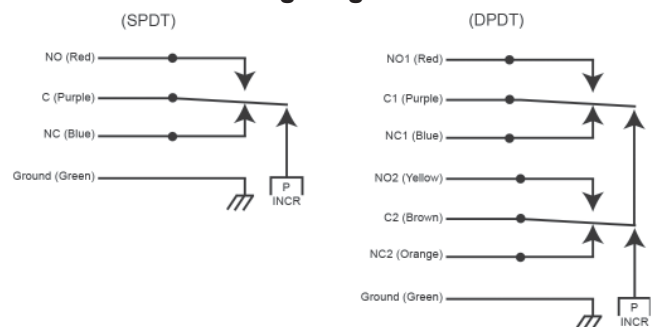 (SPDT)
NO (Red)
C (Purple)
NC (Blue)
Ground (Green)
P
INCR
(DPDT)
NO1 (Red)
C1 (Purple)
NC1 (Blue)
NO2 (Yellow)
C2 (Brown)
NC2 (Orange)
Ground (Green)
P
INCR